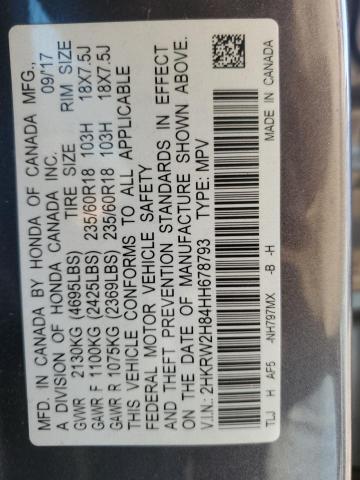 MFD. IN CANADA BY HONDA OF CANADA MFG.,
A DIVISION OF HONDA CANADA INC. 09/17
TIRE SIZE RIM SIZE
GVWR 2130KG (4695LBS)
GAWR F 1100KG (2425LBS) 235/60R18 103H 18X7.5J
GAWR R 1075KG (2369LBS) 235/60R18 103H 18X7.5J
THIS VEHICLE CONFORMS TO ALL APPLICABLE
FEDERAL MOTOR VEHICLE SAFETY
AND THEFT PREVENTION STANDARDS IN EFFECT
ON THE DATE OF MANUFACTURE SHOWN ABOVE.
V.I.N.: 2HKRW2H84HH678793 TYPE: MPV
TLJ H AF5 -NH797MX -B -H MADE IN CANADA